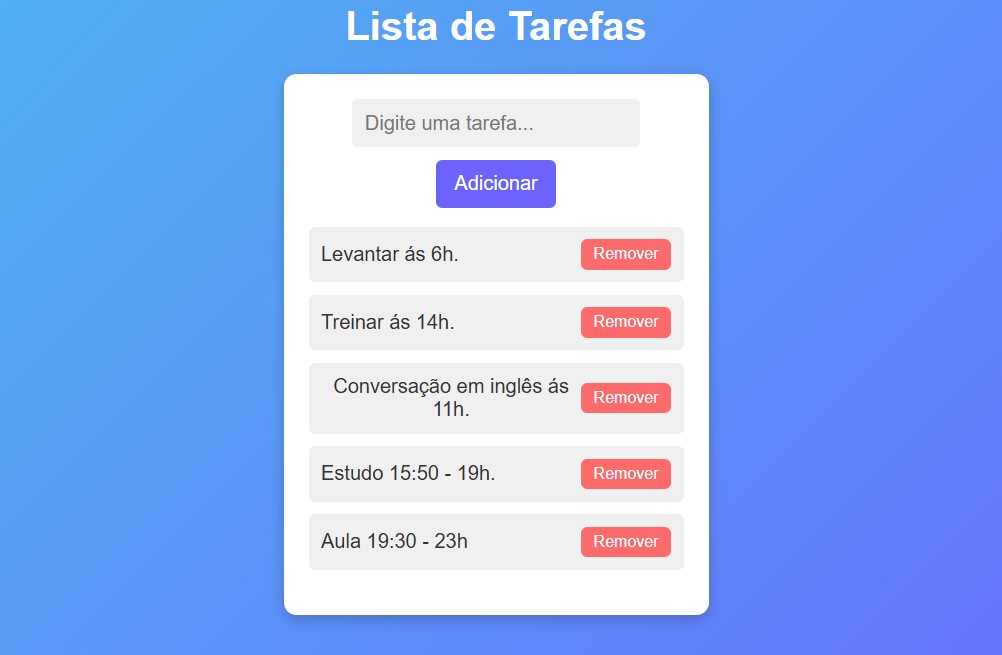 Lista de Tarefas
Digite uma tarefa...
Adicionar
Levantar ás 6h.
Remover
Treinar ás 14h.
Remover
Conversação em inglês ás
11h.
Remover
Estudo 15:50 - 19h.
Remover
Aula 19:30 - 23h
Remover